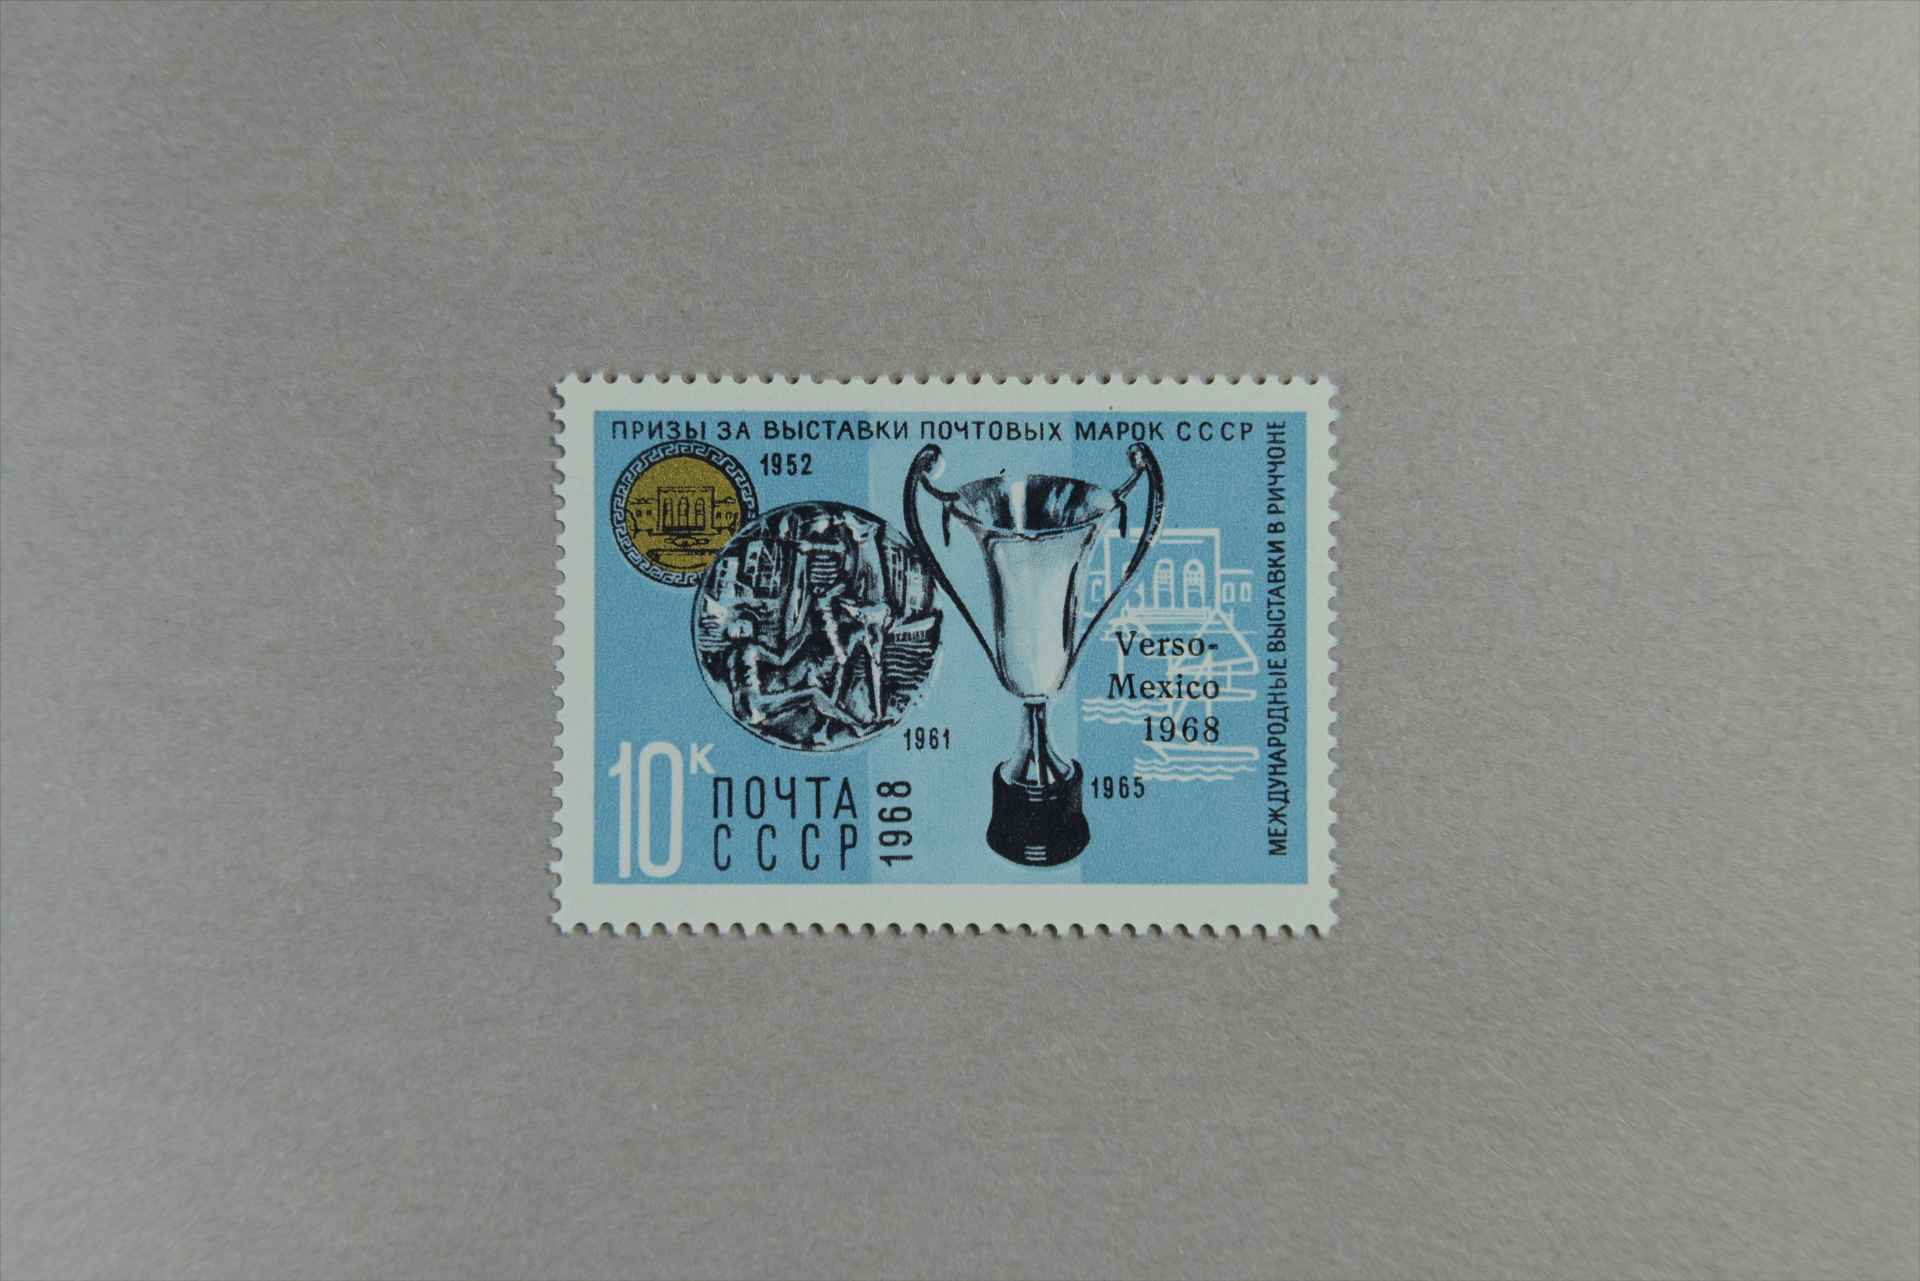 ПРИЗЫ ЗА ВЫСТАВКИ ПОЧТОВЫХ МАРОК СССР
1952
МЕЖДУНАРОДНЫЕ ВЫСТАВКИ В РИЧЧОНЕ
Verso-
Mexico
1968
1961
1965
10к
ПОЧТА
СССР
1968